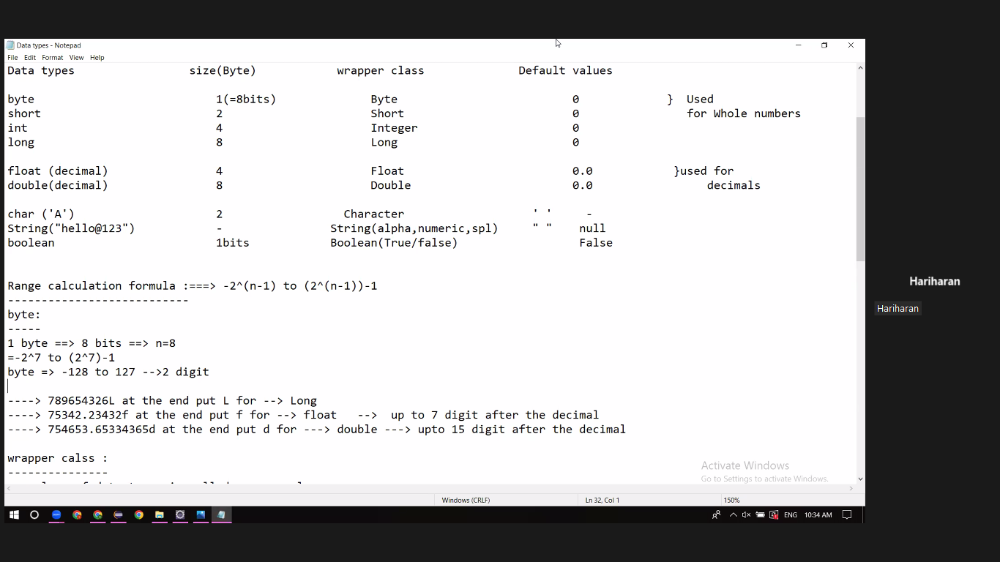 Data types - Notepad
File Edit Format View Help
Data types size(Byte) wrapper class Default values
byte 1(=8bits) Byte 0 } Used
short 2 Short 0 for Whole numbers
int 4 Integer 0
long 8 Long 0
float (decimal) 4 Float 0.0 }used for
double(decimal) 8 Double 0.0 decimals
char ('A') 2 Character ' ' -
String("hello@123") - String(alpha,numeric,spl) " " null
boolean 1bits Boolean(True/false) False
Range calculation formula :===> -2^(n-1) to (2^(n-1))-1
---------------------------
byte:
-----
1 byte ==> 8 bits ==> n=8
=-2^7 to (2^7)-1
byte => -128 to 127 -->2 digit
----> 789654326L at the end put L for --> Long
----> 75342.23432f at the end put f for --> float --> up to 7 digit after the decimal
----> 754653.65334365d at the end put d for ---> double ---> upto 15 digit after the decimal
wrapper calss :
---------------
Activate Windows
Go to Settings to activate Windows.
Windows (CRLF) Ln 32, Col 1 150%
ENG 10:34 AM
Hariharan
Hariharan